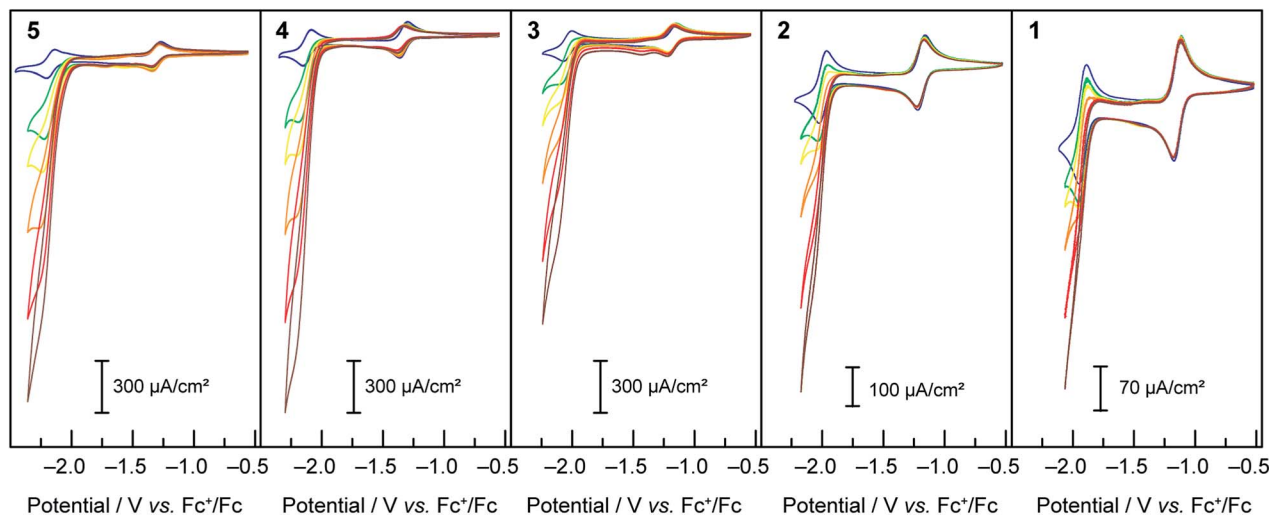 5 4 3 2 1
300 µA/cm² 300 µA/cm² 300 µA/cm² 100 µA/cm² 70 µA/cm²
–2.0 –1.5 –1.0 –0.5 –2.0 –1.5 –1.0 –0.5 –2.0 –1.5 –1.0 –0.5 –2.0 –1.5 –1.0 –0.5 –2.0 –1.5 –1.0 –0.5
Potential / V vs. Fc⁺/Fc Potential / V vs. Fc⁺/Fc Potential / V vs. Fc⁺/Fc Potential / V vs. Fc⁺/Fc Potential / V vs. Fc⁺/Fc